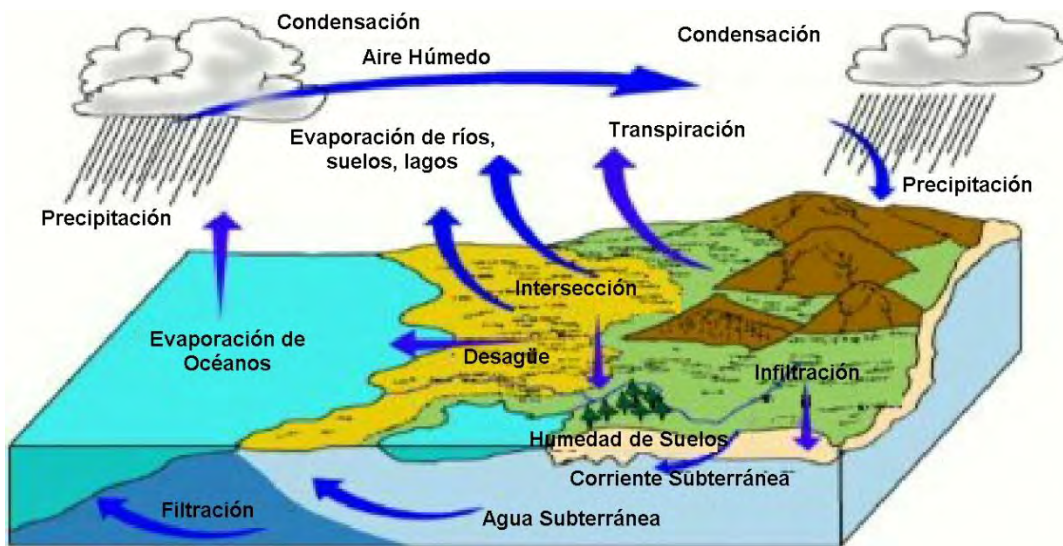 Condensación
Condensación
Aire Húmedo
Evaporación de ríos,
suelos, lagos
Transpiración
Precipitación
Precipitación
Intersección
Evaporación de
Océanos
Desagüe
Infiltración
Humedad de Suelos
Corriente Subterránea
Filtración
Agua Subterránea